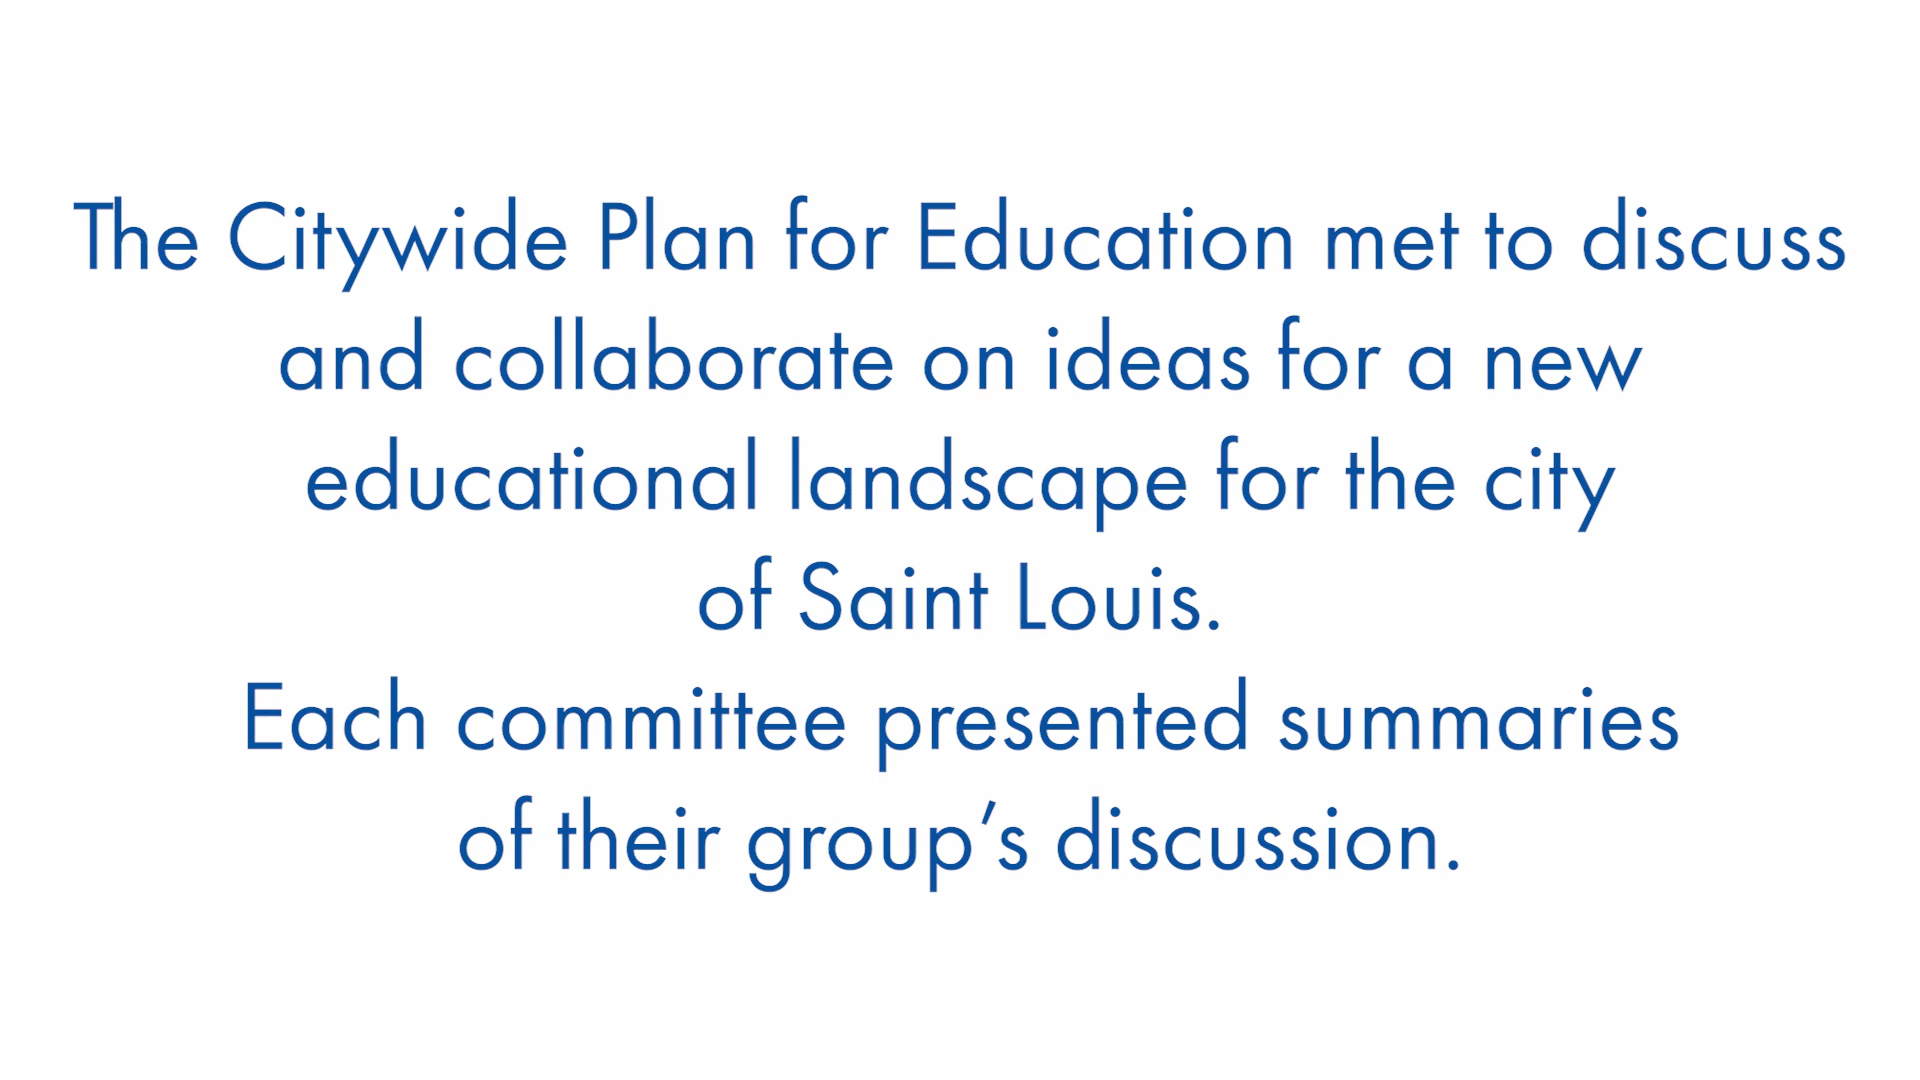 The Citywide Plan for Education met to discuss
and collaborate on ideas for a new
educational landscape for the city
of Saint Louis.
Each committee presented summaries
of their group’s discussion.